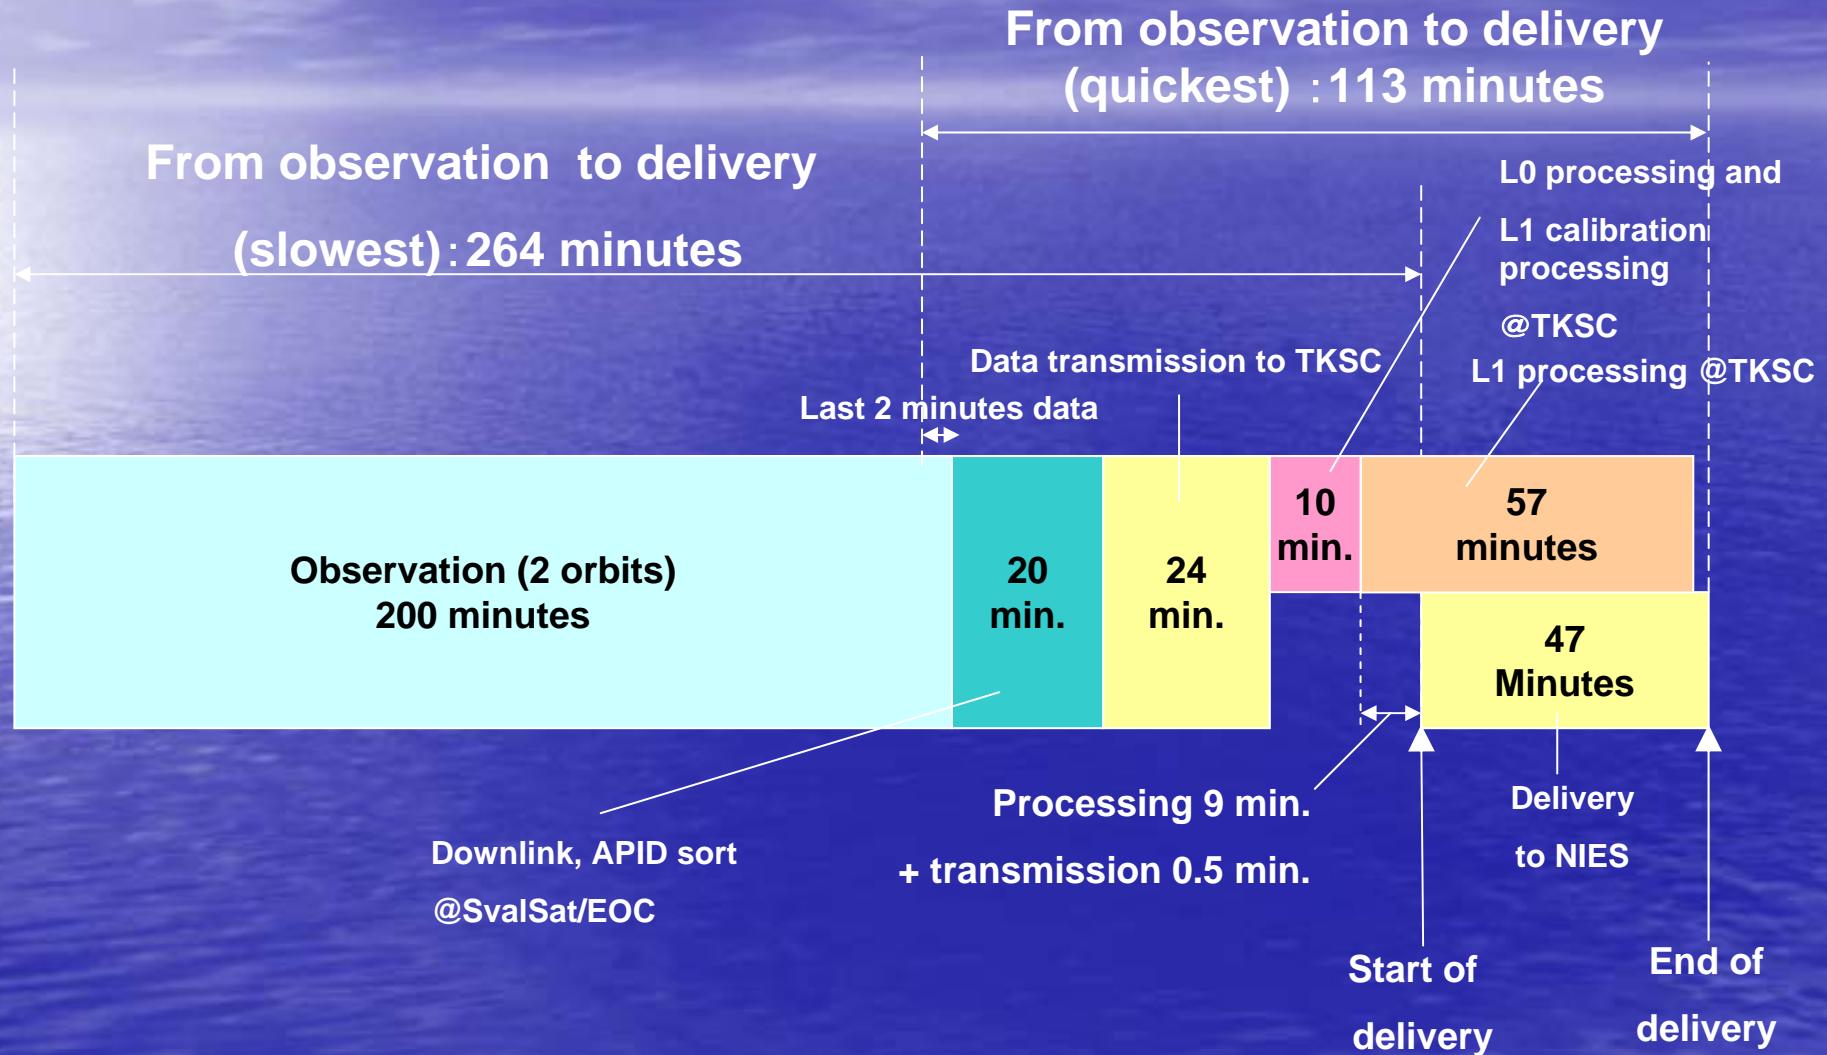 From observation to delivery
(quickest) : 113 minutes
From observation to delivery
(slowest) : 264 minutes
L0 processing and
L1 calibration
processing
@TKSC
Data transmission to TKSC
L1 processing @TKSC
Last 2 minutes data
Observation (2 orbits)
200 minutes
20
min.
24
min.
10
min.
57
minutes
47
Minutes
Processing 9 min.
+ transmission 0.5 min.
Delivery
to NIES
Downlink, APID sort
@SvalSat/EOC
Start of
delivery
End of
delivery